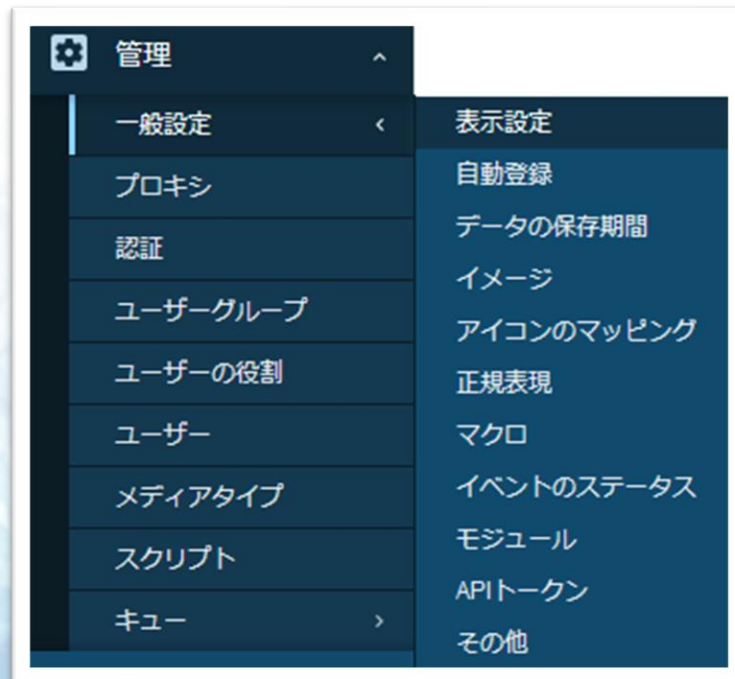 管理
一般設定
プロキシ
認証
ユーザーグループ
ユーザーの役割
ユーザー
メディアタイプ
スクリプト
キュー
表示設定
自動登録
データの保存期間
イメージ
アイコンのマッピング
正規表現
マクロ
イベントのステータス
モジュール
APIトークン
その他